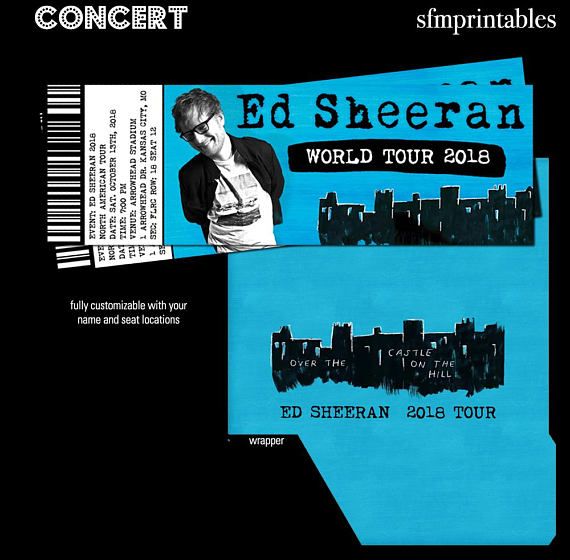 CONCERT
sfmprintables
Ed Sheeran
WORLD TOUR 2018
EVENT: ED SHEERAN 2018
NORTH AMERICAN TOUR
DATE: SAT. OCTOBER 13TH, 2018
TIME: 7:00 PM
VENUE: ARROWHEAD STADIUM
1 ARROWHEAD DR. KANSAS CITY, MO
SEC: FLRG ROW: 18 SEAT 12
fully customizable with your
name and seat locations
OVER THE CASTLE
ON THE
HILL
ED SHEERAN 2018 TOUR
wrapper